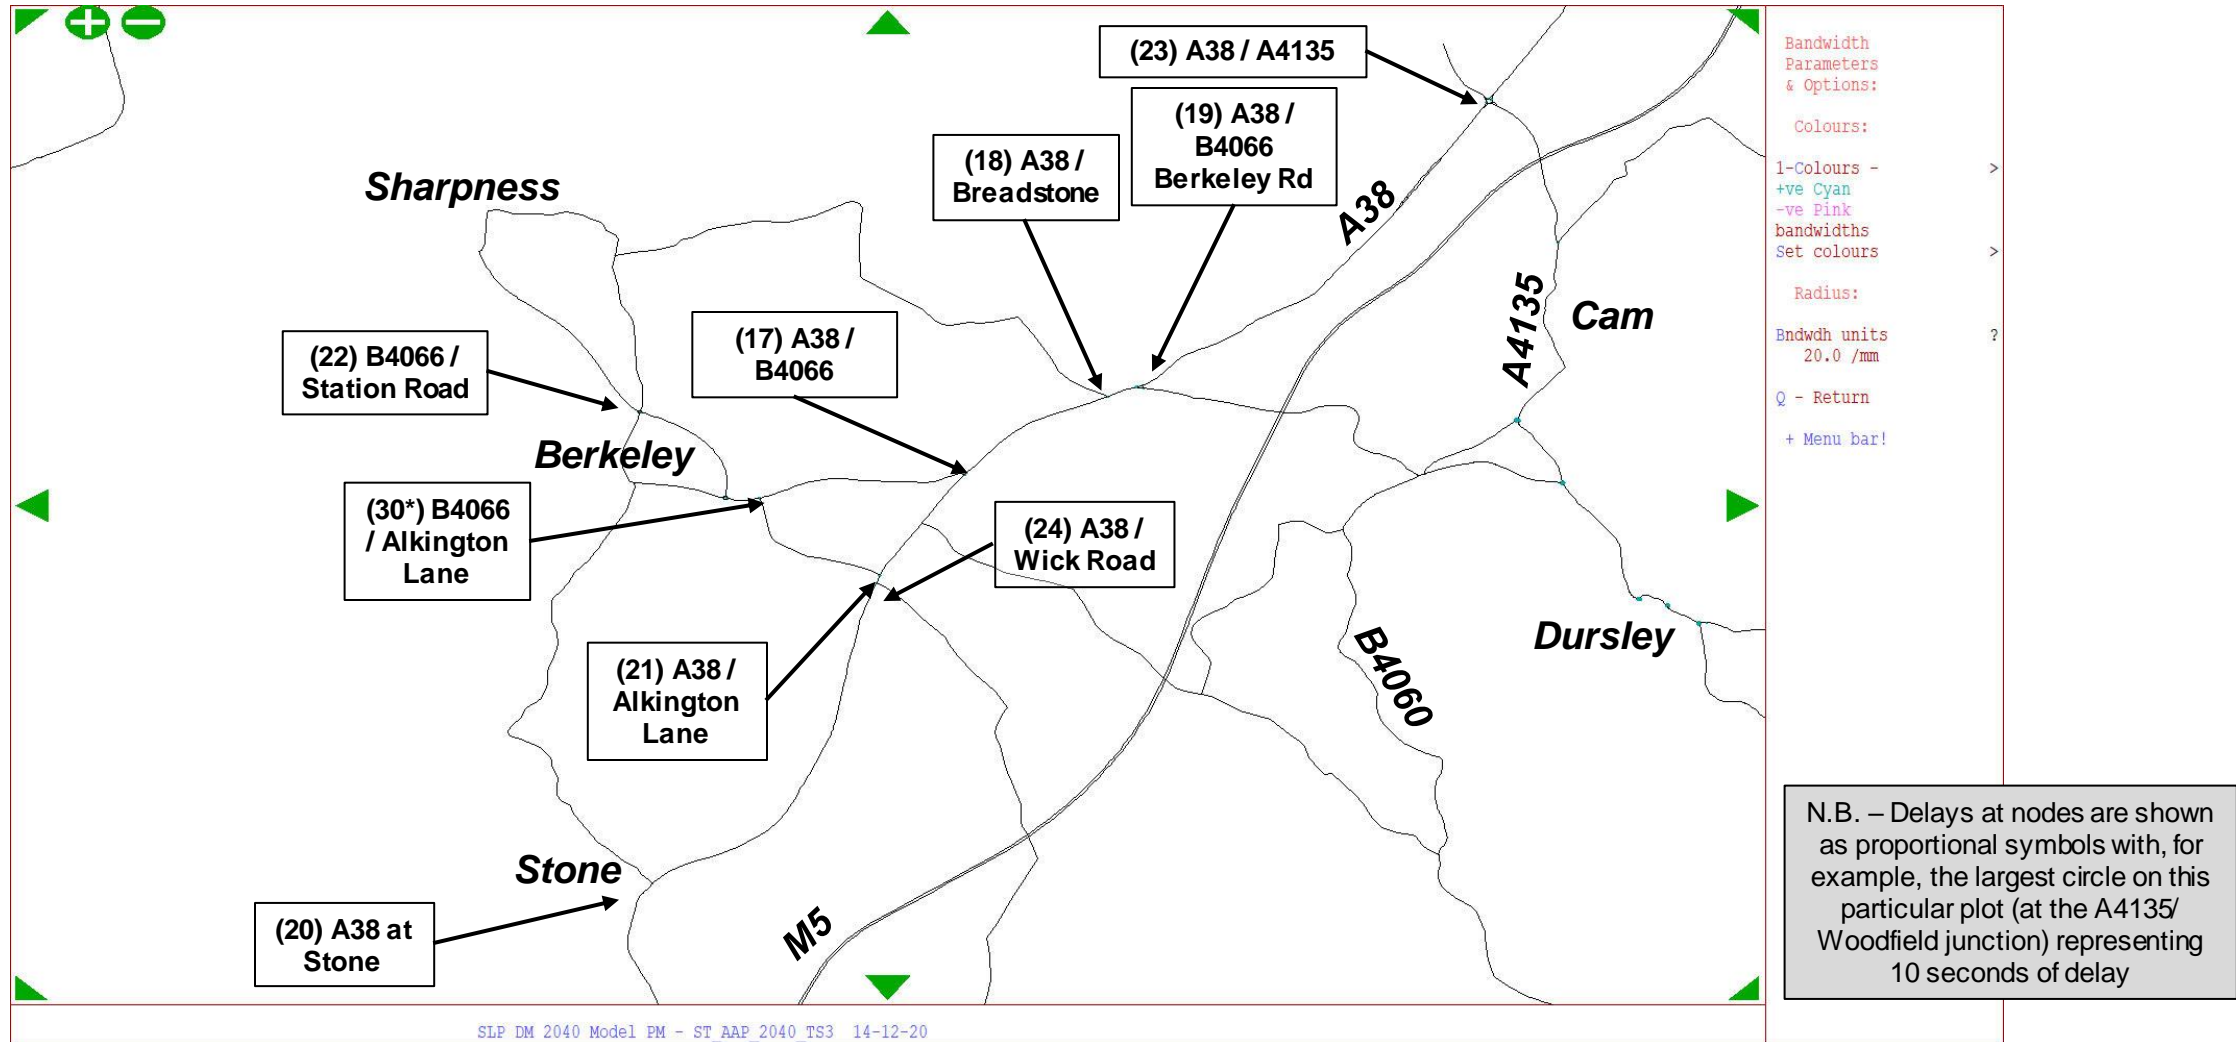 (23) A38 / A4135
(19) A38 /
B4066
Berkeley Rd
(18) A38 /
Breadstone
Sharpness
A38
(22) B4066 /
Station Road
(17) A38 /
B4066
A4135
Cam
Berkeley
(30*) B4066
/ Alkington
Lane
(24) A38 /
Wick Road
(21) A38 /
Alkington
Lane
B4060
Dursley
Stone
(20) A38 at
Stone
M5
Bandwidth
Parameters
& Options:
Colours:
1-Colours - >
+ve Cyan
-ve Pink
bandwidths
Set colours >
Radius:
Bndwdh units ?
20.0 /mm
Q - Return
+ Menu bar!
N.B. – Delays at nodes are shown
as proportional symbols with, for
example, the largest circle on this
particular plot (at the A4135/
Woodfield junction) representing
10 seconds of delay
SLP DM 2040 Model PM - ST_AAP_2040_TS3 14-12-20